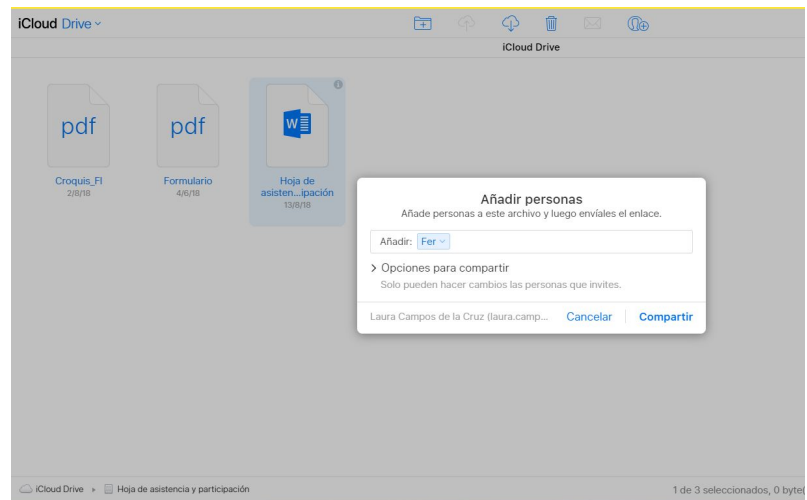 iCloud Drive
iCloud Drive
pdf
pdf
W
Croquis_FI
2/8/18
Formulario
4/6/18
Hoja de
asisten...ipación
13/8/18
Añadir personas
Añade personas a este archivo y luego envíales el enlace.
Añadir: Fer
Opciones para compartir
Solo pueden hacer cambios las personas que invites.
Laura Campos de la Cruz (laura.camp... Cancelar Compartir
iCloud Drive Hoja de asistencia y participación 1 de 3 seleccionados, 0 byte